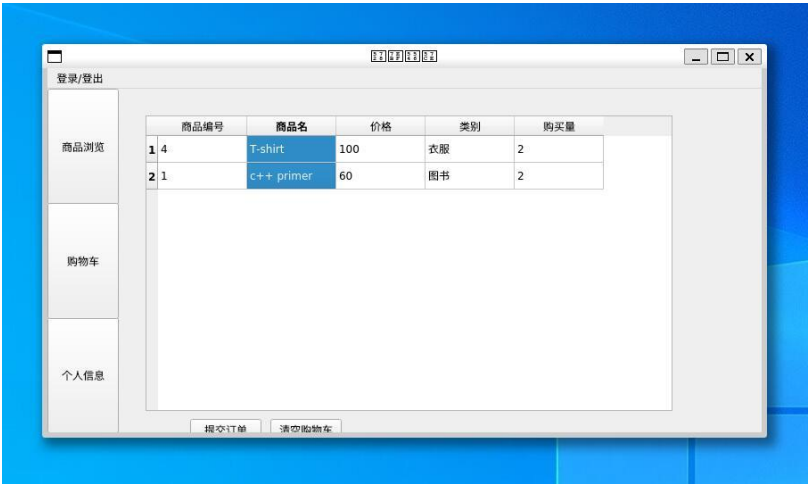 登录/登出
商品浏览
购物车
个人信息
商品编号 商品名 价格 类别 购买量
1 4 T-shirt 100 衣服 2
2 1 c++ primer 60 图书 2
提交订单 清空购物车